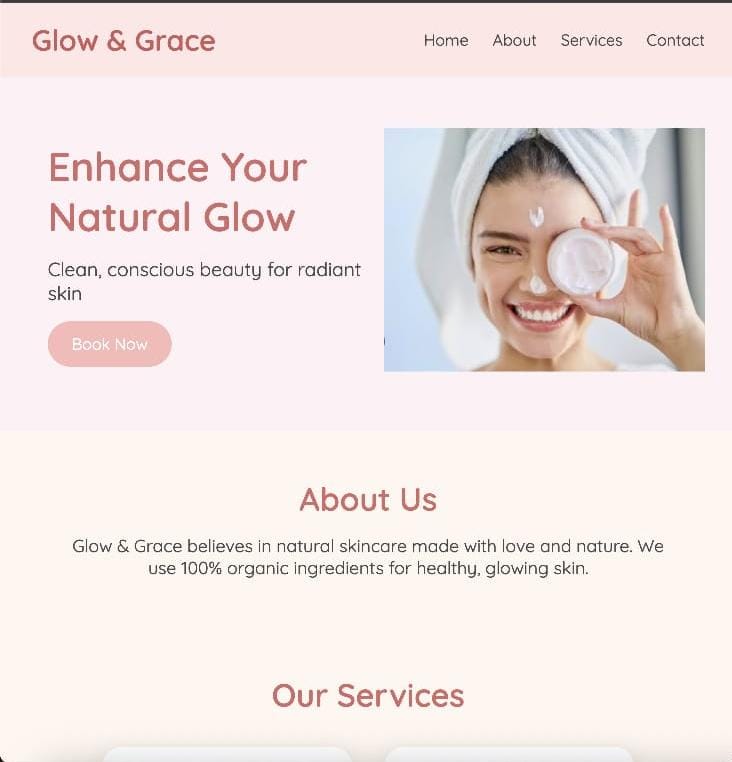 Glow & Grace
Home About Services Contact
Enhance Your
Natural Glow
Clean, conscious beauty for radiant
skin
Book Now
About Us
Glow & Grace believes in natural skincare made with love and nature. We
use 100% organic ingredients for healthy, glowing skin.
Our Services